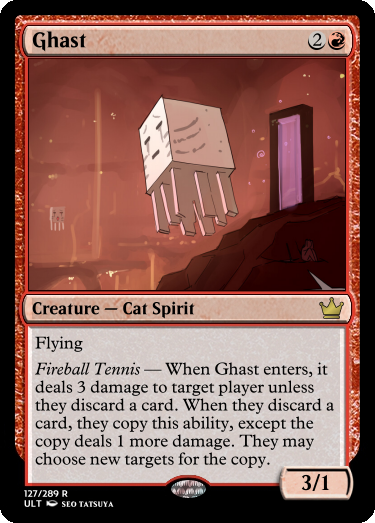 Ghast 2
Creature — Cat Spirit
Flying
Fireball Tennis — When Ghast enters, it
deals 3 damage to target player unless
they discard a card. When they discard a
card, they copy this ability, except the
copy deals 1 more damage. They may
choose new targets for the copy.
3/1
127/289 R
ULT SEO TATSUYA